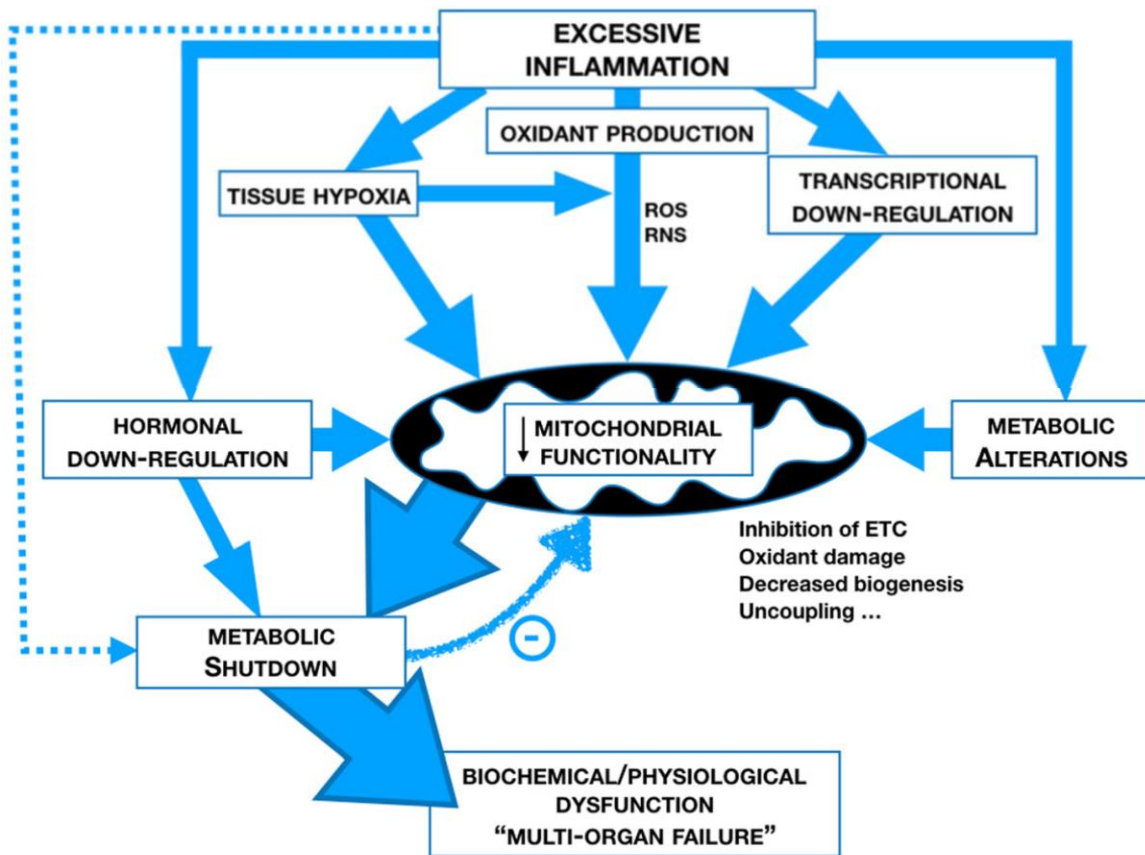 EXCESSIVE
INFLAMMATION
OXIDANT PRODUCTION
TISSUE HYPOXIA
TRANSCRIPTIONAL
DOWN-REGULATION
ROS
RNS
HORMONAL
DOWN-REGULATION
↓ MITOCHONDRIAL
FUNCTIONALITY
METABOLIC
ALTERATIONS
Inhibition of ETC
Oxidant damage
Decreased biogenesis
Uncoupling ...
METABOLIC
SHUTDOWN
-
BIOCHEMICAL/PHYSIOLOGICAL
DYSFUNCTION
“MULTI-ORGAN FAILURE”